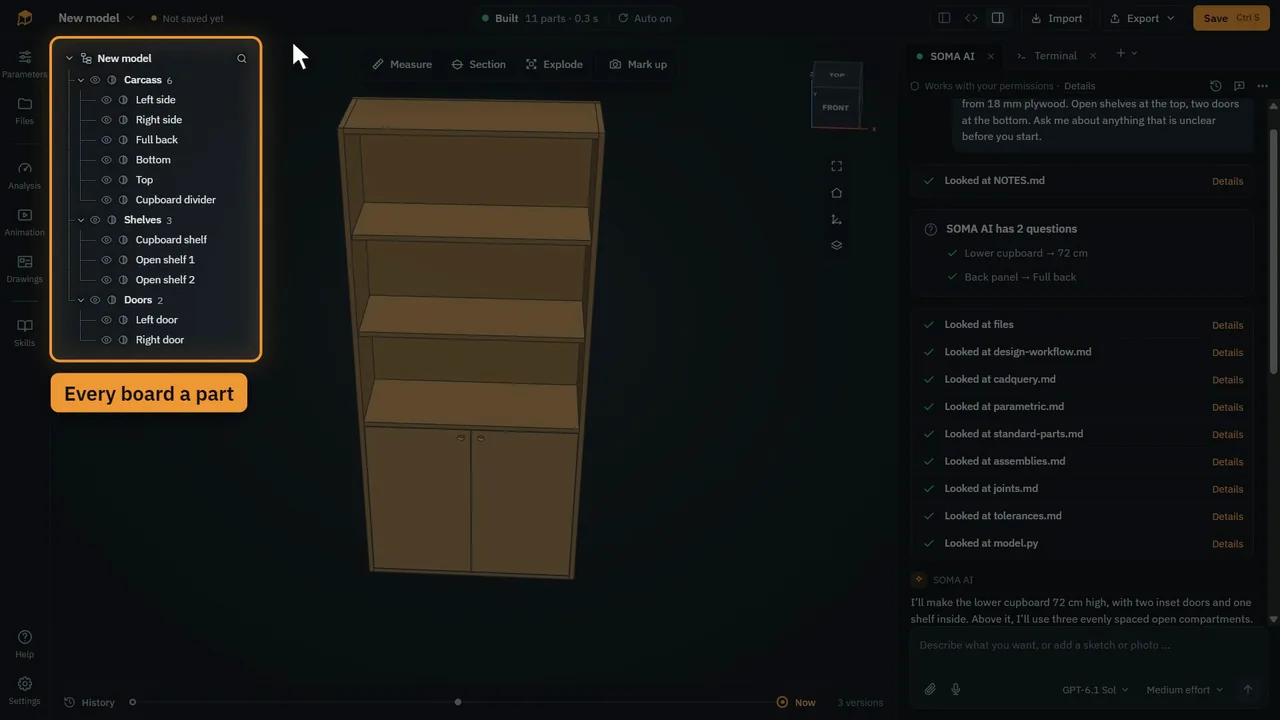 New model
Not saved yet
Built 11 parts · 0.3 s
Auto on
Import
Export
Save Ctrl S
Parameters
Files
Analysis
Animation
Drawings
Skills
Help
Settings
New model
Carcass 6
Left side
Right side
Full back
Bottom
Top
Cupboard divider
Shelves 3
Cupboard shelf
Open shelf 1
Open shelf 2
Doors 2
Left door
Right door
Every board a part
Measure
Section
Explode
Mark up
TOP
FRONT
Z
Y
X
SOMA AI
Terminal
Works with your permissions · Details
from 18 mm plywood. Open shelves at the top, two doors
at the bottom. Ask me about anything that is unclear
before you start.
Looked at NOTES.md Details
SOMA AI has 2 questions
Lower cupboard → 72 cm
Back panel → Full back
Looked at files Details
Looked at design-workflow.md Details
Looked at cadquery.md Details
Looked at parametric.md Details
Looked at standard-parts.md Details
Looked at assemblies.md Details
Looked at joints.md Details
Looked at tolerances.md Details
Looked at model.py Details
SOMA AI
I'll make the lower cupboard 72 cm high, with two inset doors and one
shelf inside. Above it, I'll use three evenly spaced open compartments.
Describe what you want, or add a sketch or photo ...
GPT-6.1 Sol
Medium effort
History
Now
3 versions